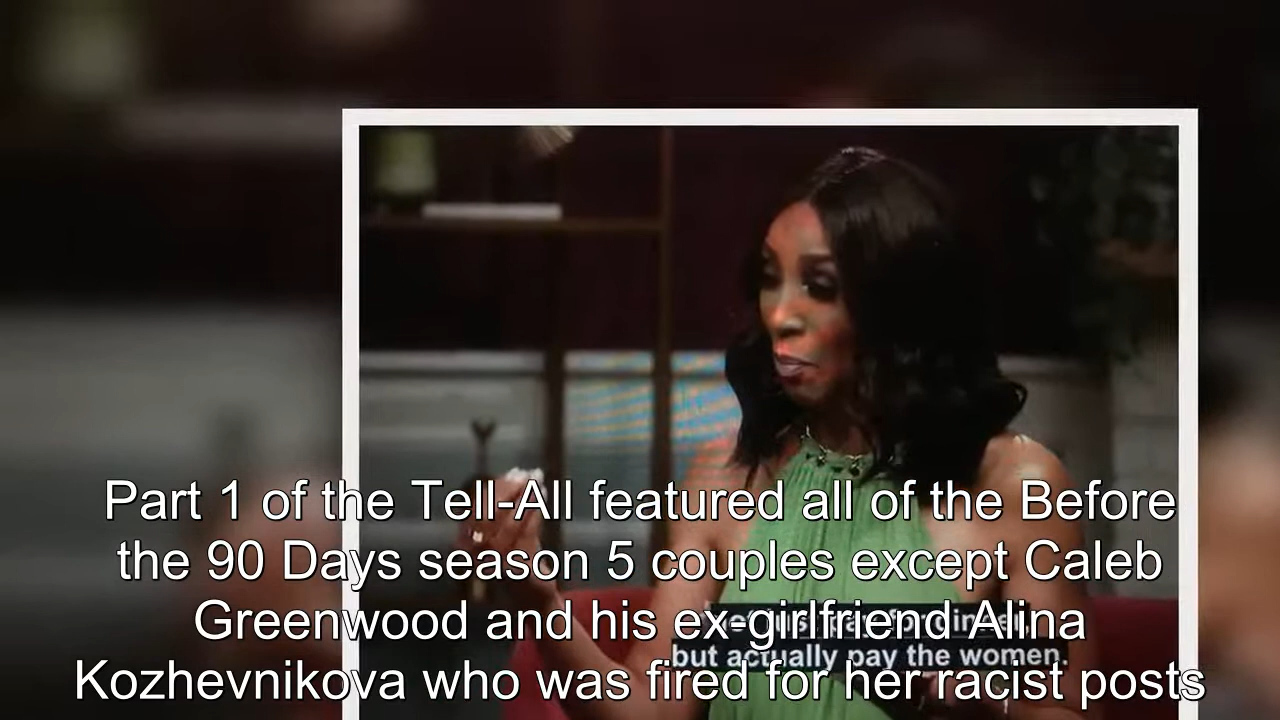 Part 1 of the Tell-All featured all of the Before
the 90 Days season 5 couples except Caleb
Greenwood and his ex-girlfriend Alina
but actually pay the women.
Kozhevnikova who was fired for her racist posts